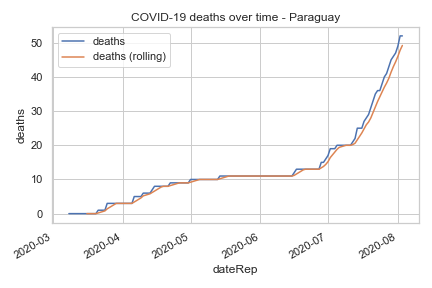 COVID-19 deaths over time - Paraguay
deaths
deaths (rolling)
50
40
30
20
10
0
deaths
2020-03
2020-04
2020-05
2020-06
2020-07
2020-08
dateRep